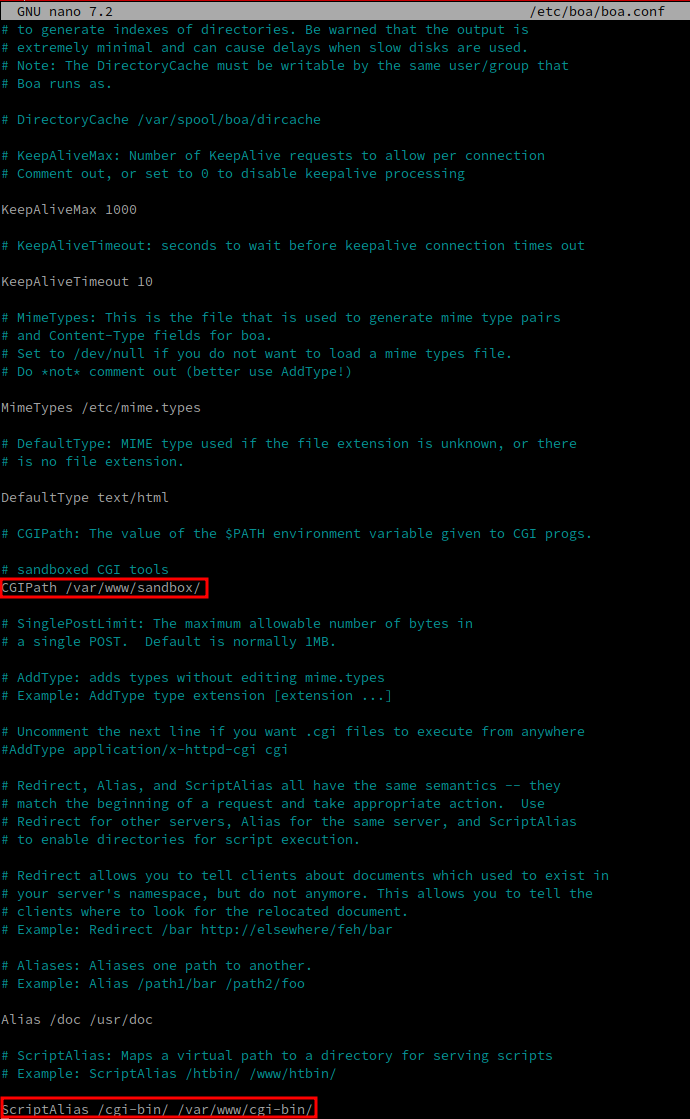 GNU nano 7.2 /etc/boa/boa.conf
# to generate indexes of directories. Be warned that the output is
# extremely minimal and can cause delays when slow disks are used.
# Note: The DirectoryCache must be writable by the same user/group that
# Boa runs as.
# DirectoryCache /var/spool/boa/dircache
# KeepAliveMax: Number of KeepAlive requests to allow per connection
# Comment out, or set to 0 to disable keepalive processing
KeepAliveMax 1000
# KeepAliveTimeout: seconds to wait before keepalive connection times out
KeepAliveTimeout 10
# MimeTypes: This is the file that is used to generate mime type pairs
# and Content-Type fields for boa.
# Set to /dev/null if you do not want to load a mime types file.
# Do *not* comment out (better use AddType!)
MimeTypes /etc/mime.types
# DefaultType: MIME type used if the file extension is unknown, or there
# is no file extension.
DefaultType text/html
# CGIPath: The value of the $PATH environment variable given to CGI progs.
# sandboxed CGI tools
CGIPath /var/www/sandbox/
# SinglePostLimit: The maximum allowable number of bytes in
# a single POST.  Default is normally 1MB.
# AddType: adds types without editing mime.types
# Example: AddType type extension [extension ...]
# Uncomment the next line if you want .cgi files to execute from anywhere
#AddType application/x-httpd-cgi cgi
# Redirect, Alias, and ScriptAlias all have the same semantics -- they
# match the beginning of a request and take appropriate action.  Use
# Redirect for other servers, Alias for the same server, and ScriptAlias
# to enable directories for script execution.
# Redirect allows you to tell clients about documents which used to exist in
# your server's namespace, but do not anymore. This allows you to tell the
# clients where to look for the relocated document.
# Example: Redirect /bar http://elsewhere/feh/bar
# Aliases: Aliases one path to another.
# Example: Alias /path1/bar /path2/foo
Alias /doc /usr/doc
# ScriptAlias: Maps a virtual path to a directory for serving scripts
# Example: ScriptAlias /htbin/ /www/htbin/
ScriptAlias /cgi-bin/ /var/www/cgi-bin/